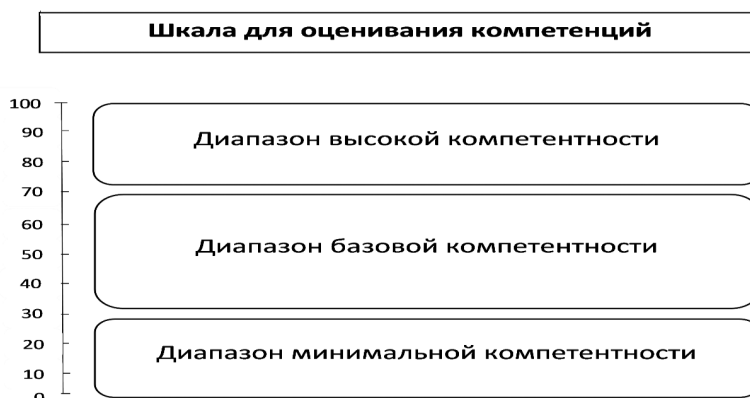 Шкала для оценивания компетенций
100
90
Диапазон высокой компетентности
80
70
60
Диапазон базовой компетентности
50
40
30
20
Диапазон минимальной компетентности
10
0